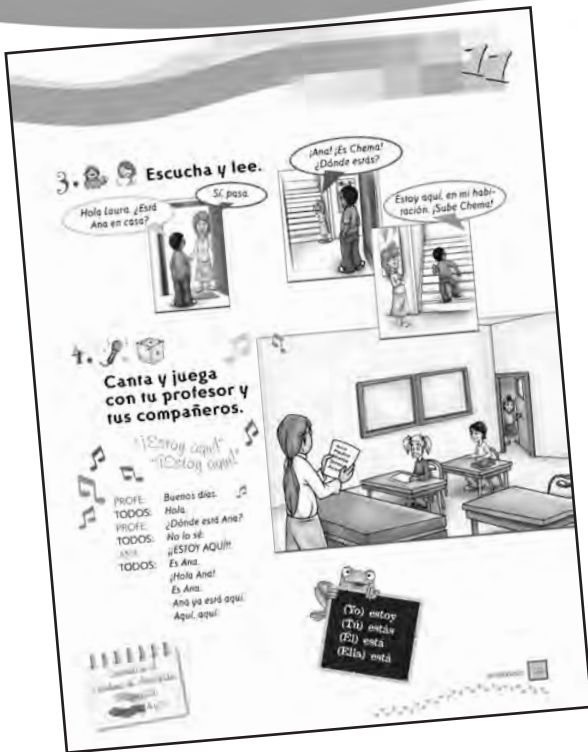 3. Escucha y lee.
Hola Laura. ¿Está
Ana en casa?
Sí, pasa.
¡Ana! ¡Es Chema!
¿Dónde estás?
Estoy aquí, en mi habi-
tación. ¡Sube Chema!
4.
Canta y juega
con tu profesor y
tus compañeros.
"¡Estoy aquí!"
"¡Estoy aquí!"
PROFE: Buenos días.
TODOS: Hola.
PROFE: ¿Dónde está Ana?
TODOS: No lo sé.
ANA: ¡¡ESTOY AQUÍ!!
TODOS: Es Ana.
¡Hola Ana!
Es Ana.
Ana ya está aquí.
Aquí, aquí.
(Yo) estoy
(Tú) estás
(Él) está
(Ella) está